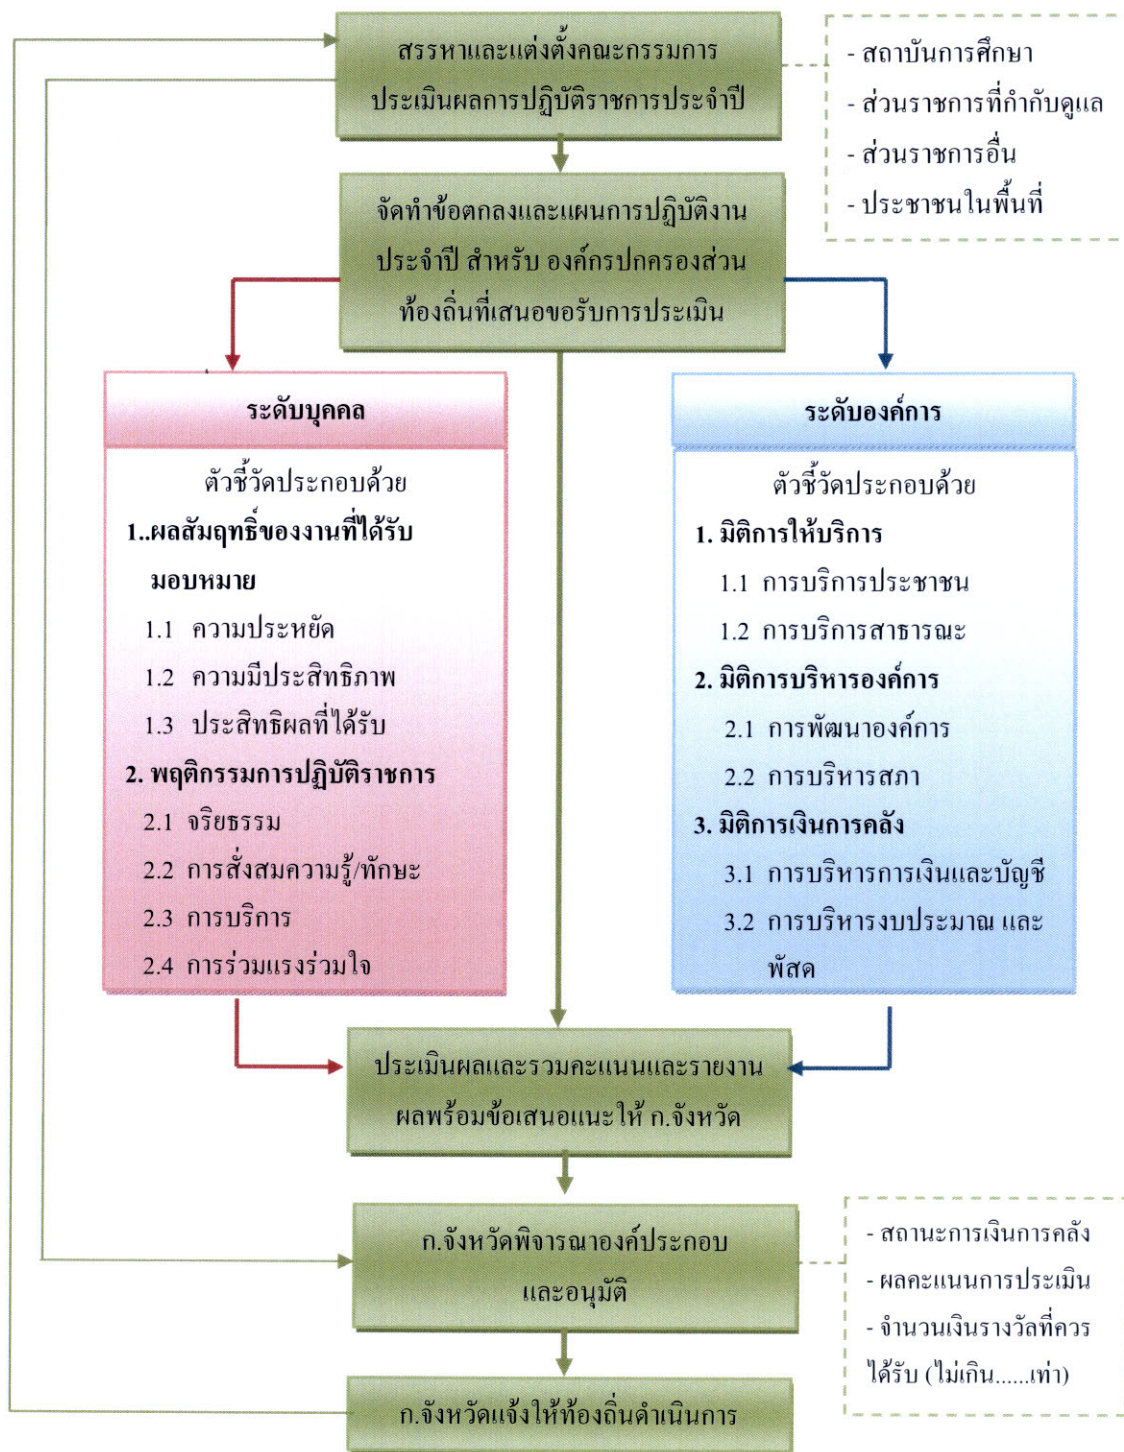 สรรหาและแต่งตั้งคณะกรรมการ
ประเมินผลการปฏิบัติราชการประจำปี
- สถาบันการศึกษา
- ส่วนราชการที่กำกับดูแล
- ส่วนราชการอื่น
- ประชาชนในพื้นที่
จัดทำข้อตกลงและแผนการปฏิบัติงาน
ประจำปี สำหรับ องค์กรปกครองส่วน
ท้องถิ่นที่เสนอขอรับการประเมิน
ระดับบุคคล
ตัวชี้วัดประกอบด้วย
1..ผลสัมฤทธิ์ของงานที่ได้รับ
มอบหมาย
1.1 ความประหยัด
1.2 ความมีประสิทธิภาพ
1.3 ประสิทธิผลที่ได้รับ
2. พฤติกรรมการปฏิบัติราชการ
2.1 จริยธรรม
2.2 การสั่งสมความรู้/ทักษะ
2.3 การบริการ
2.4 การร่วมแรงร่วมใจ
ระดับองค์การ
ตัวชี้วัดประกอบด้วย
1. มิติการให้บริการ
1.1 การบริการประชาชน
1.2 การบริการสาธารณะ
2. มิติการบริหารองค์การ
2.1 การพัฒนาองค์การ
2.2 การบริหารสภา
3. มิติการเงินการคลัง
3.1 การบริหารการเงินและบัญชี
3.2 การบริหารงบประมาณ และ
พัสด
ประเมินผลและรวมคะแนนและรายงาน
ผลพร้อมข้อเสนอแนะให้ ก.จังหวัด
ก.จังหวัดพิจารณาองค์ประกอบ
และอนุมัติ
- สถานะการเงินการคลัง
- ผลคะแนนการประเมิน
- จำนวนเงินรางวัลที่ควร
ได้รับ (ไม่เกิน......เท่า)
ก.จังหวัดแจ้งให้ท้องถิ่นดำเนินการ